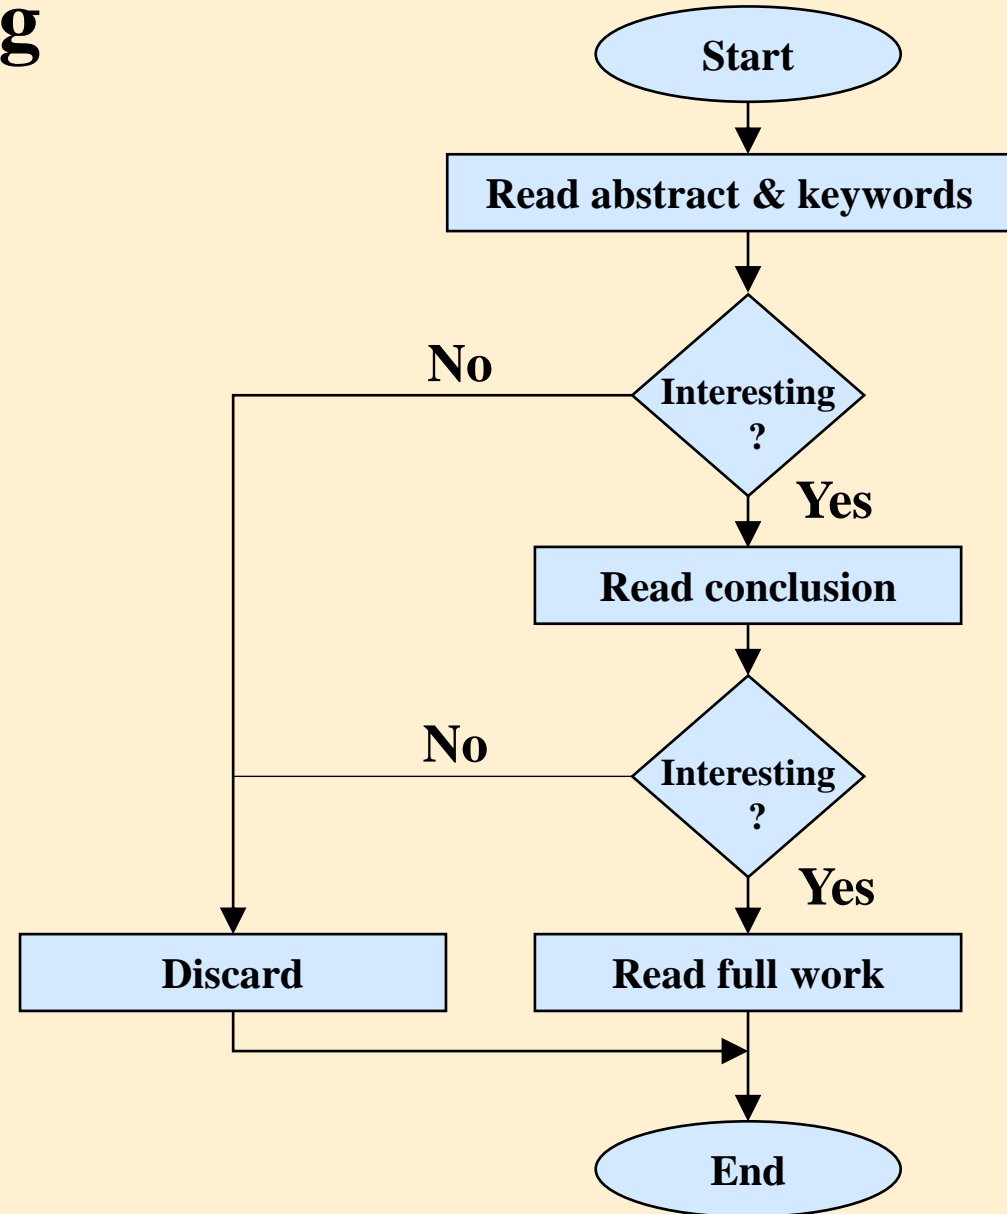 g
Start
Read abstract & keywords
No
Interesting
?
Yes
Read conclusion
No
Interesting
?
Yes
Discard
Read full work
End